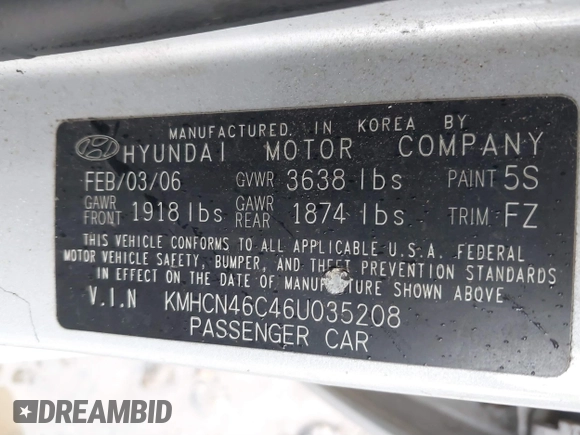 MANUFACTURED IN KOREA BY
HYUNDAI MOTOR COMPANY
FEB/03/06 GVWR 3638 lbs PAINT 5S
GAWR FRONT 1918 lbs GAWR REAR 1874 lbs TRIM FZ
THIS VEHICLE CONFORMS TO ALL APPLICABLE U.S.A. FEDERAL
MOTOR VEHICLE SAFETY, BUMPER, AND THEFT PREVENTION STANDARDS
IN EFFECT ON THE DATE OF MANUFACTURE SHOWN ABOVE
V.I.N KMHCN46C46U035208
PASSENGER CAR
DREAMBID